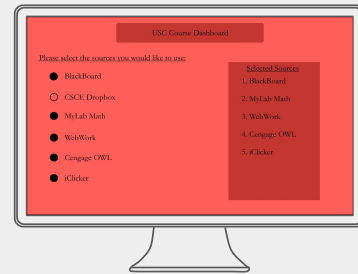 USC Course Dashboard
Please select the sources you would like to use:
BlackBoard
CSCE Dropbox
MyLab Math
WebWork
Cengage OWL
iClicker
Selected Sources
1. BlackBoard
2. MyLab Math
3. WebWork
4. Cengage OWL
5. iClicker